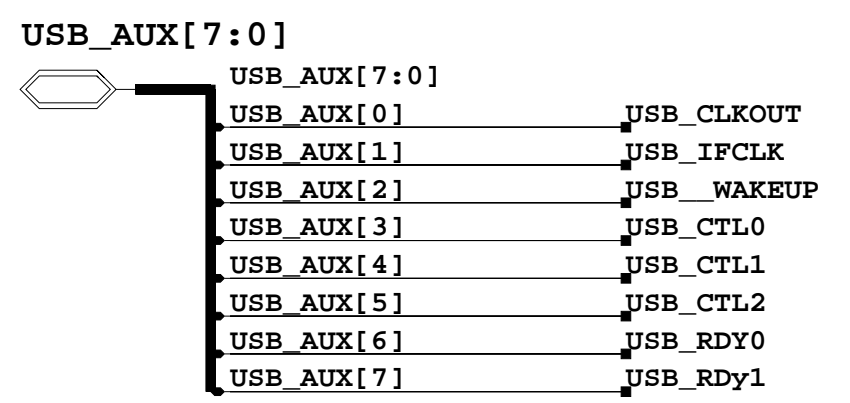 USB_AUX[7:0]
USB_AUX[7:0]
USB_AUX[0] USB_CLKOUT
USB_AUX[1] USB_IFCLK
USB_AUX[2] USB__WAKEUP
USB_AUX[3] USB_CTL0
USB_AUX[4] USB_CTL1
USB_AUX[5] USB_CTL2
USB_AUX[6] USB_RDY0
USB_AUX[7] USB_RDy1